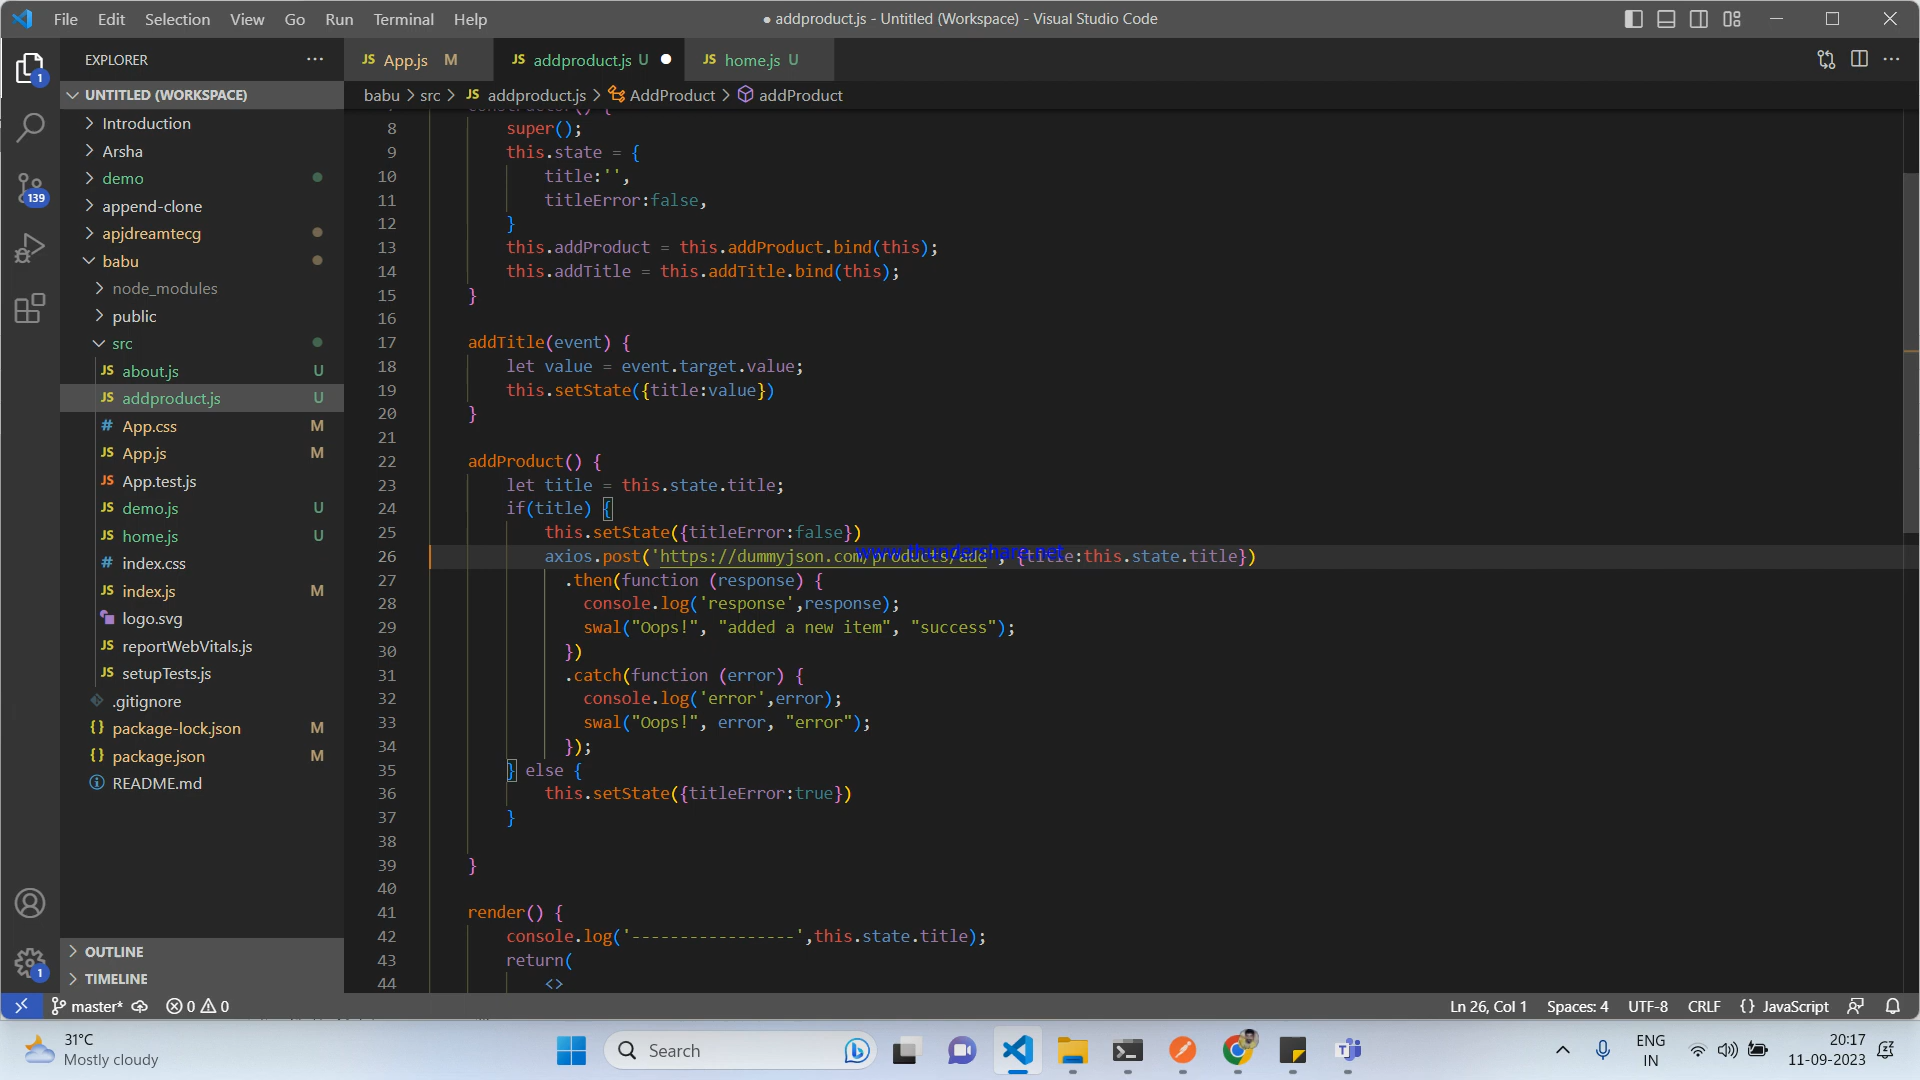 File Edit Selection View Go Run Terminal Help
● addproduct.js - Untitled (Workspace) - Visual Studio Code
EXPLORER
JS App.js M
JS addproduct.js U
JS home.js U
UNTITLED (WORKSPACE)
babu > src > JS addproduct.js > AddProduct > addProduct
Introduction
Arsha
demo
append-clone
apjdreamtecg
babu
node_modules
public
src
JS about.js U
JS addproduct.js U
# App.css M
JS App.js M
JS App.test.js
JS demo.js U
JS home.js U
# index.css
JS index.js M
logo.svg
JS reportWebVitals.js
JS setupTests.js
.gitignore
{} package-lock.json M
{} package.json M
README.md
OUTLINE
TIMELINE
1
139
1
constructor() {
8 super();
9 this.state = {
10 title:'',
11 titleError:false,
12 }
13 this.addProduct = this.addProduct.bind(this);
14 this.addTitle = this.addTitle.bind(this);
15 }
16
17 addTitle(event) {
18 let value = event.target.value;
19 this.setState({title:value})
20 }
21
22 addProduct() {
23 let title = this.state.title;
24 if(title) {
25 this.setState({titleError:false})
26 axios.post('https://dummyjson.com/products/add', {title:this.state.title})
www.thundershare.net
27 .then(function (response) {
28 console.log('response',response);
29 swal("Oops!", "added a new item", "success");
30 })
31 .catch(function (error) {
32 console.log('error',error);
33 swal("Oops!", error, "error");
34 });
35 } else {
36 this.setState({titleError:true})
37 }
38
39 }
40
41 render() {
42 console.log('-----------------',this.state.title);
43 return(
44 <>
master* 0 0
Ln 26, Col 1 Spaces: 4 UTF-8 CRLF {} JavaScript
31°C
Mostly cloudy
Search
ENG
IN
20:17
11-09-2023